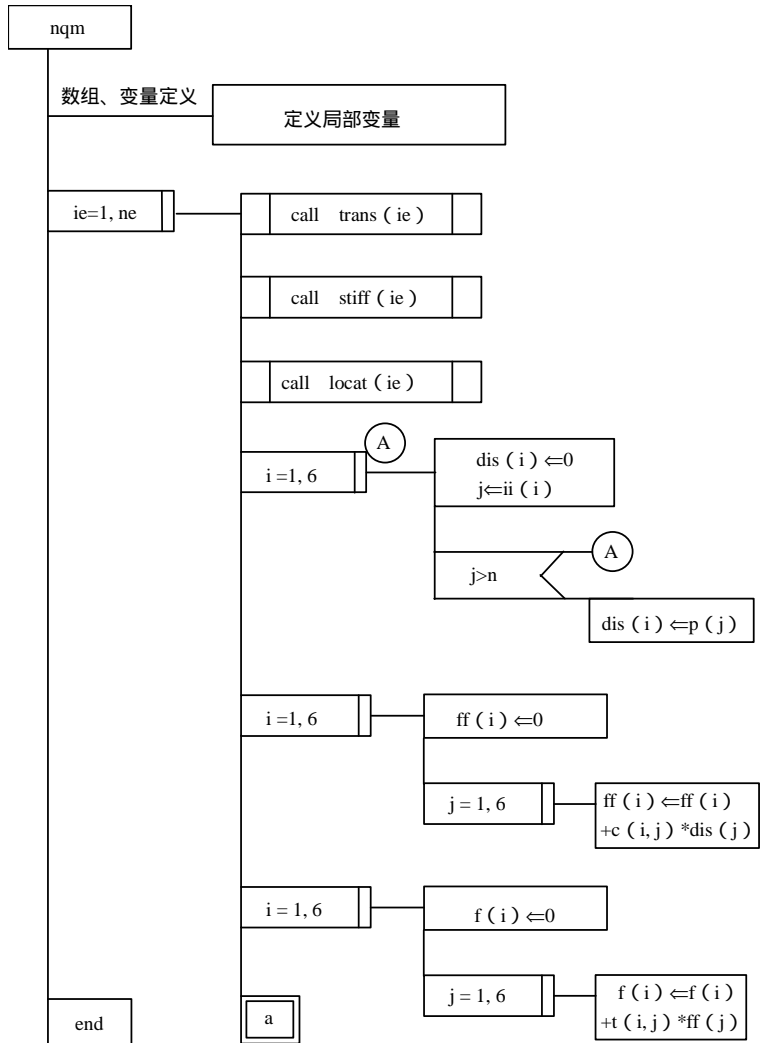 nqm
数组、变量定义
定义局部变量
ie=1, ne
call trans（ie）
call stiff（ie）
call locat（ie）
A
i =1, 6
dis（i）⇐0
j⇐ii（i）
A
j>n
dis（i）⇐p（j）
i =1, 6
ff（i）⇐0
j = 1, 6
ff（i）⇐ff（i）
+c（i, j）*dis（j）
i = 1, 6
f（i）⇐0
j = 1, 6
f（i）⇐f（i）
+t（i, j）*ff（j）
end
a